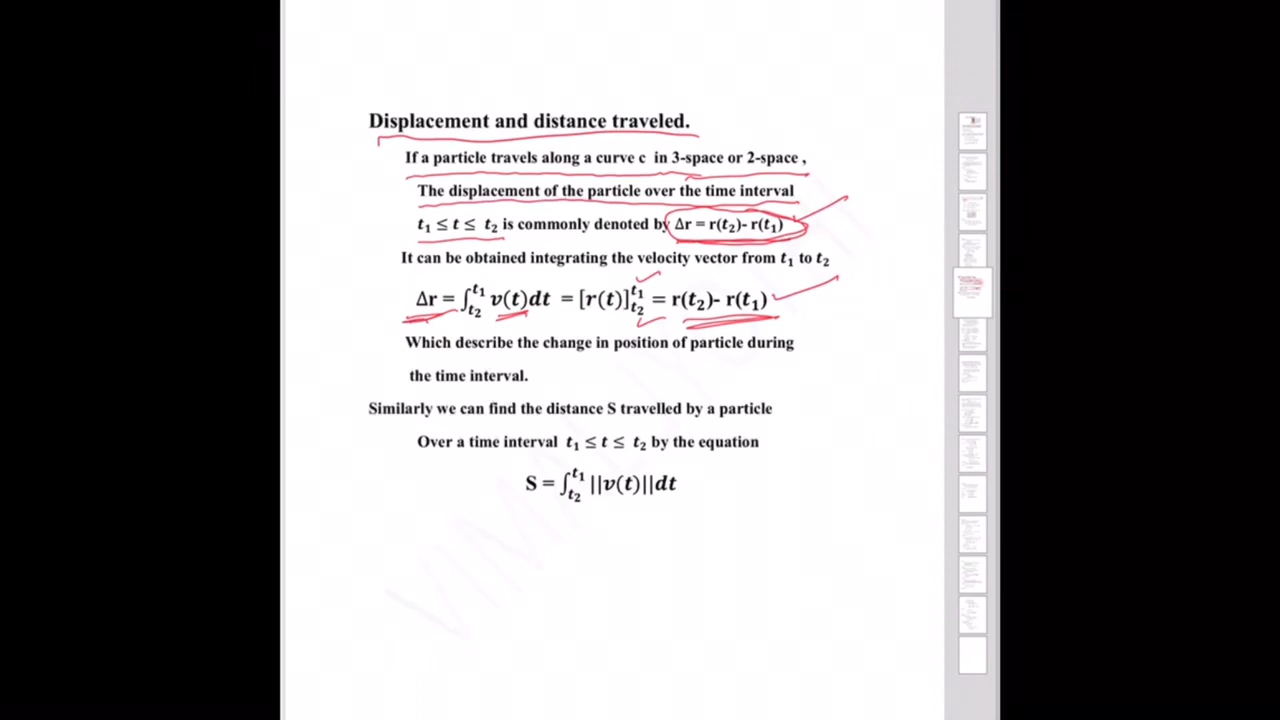 Displacement and distance traveled.
If a particle travels along a curve c in 3-space or 2-space ,
The displacement of the particle over the time interval
t₁ ≤ t ≤ t₂ is commonly denoted by Δr = r(t₂)- r(t₁)
It can be obtained integrating the velocity vector from t₁ to t₂
Δr = ∫_{t₂}^{t₁} v(t)dt = [r(t)]_{t₂}^{t₁} = r(t₂)- r(t₁)
Which describe the change in position of particle during
the time interval.
Similarly we can find the distance S travelled by a particle
Over a time interval t₁ ≤ t ≤ t₂ by the equation
S = ∫_{t₂}^{t₁} ||v(t)||dt